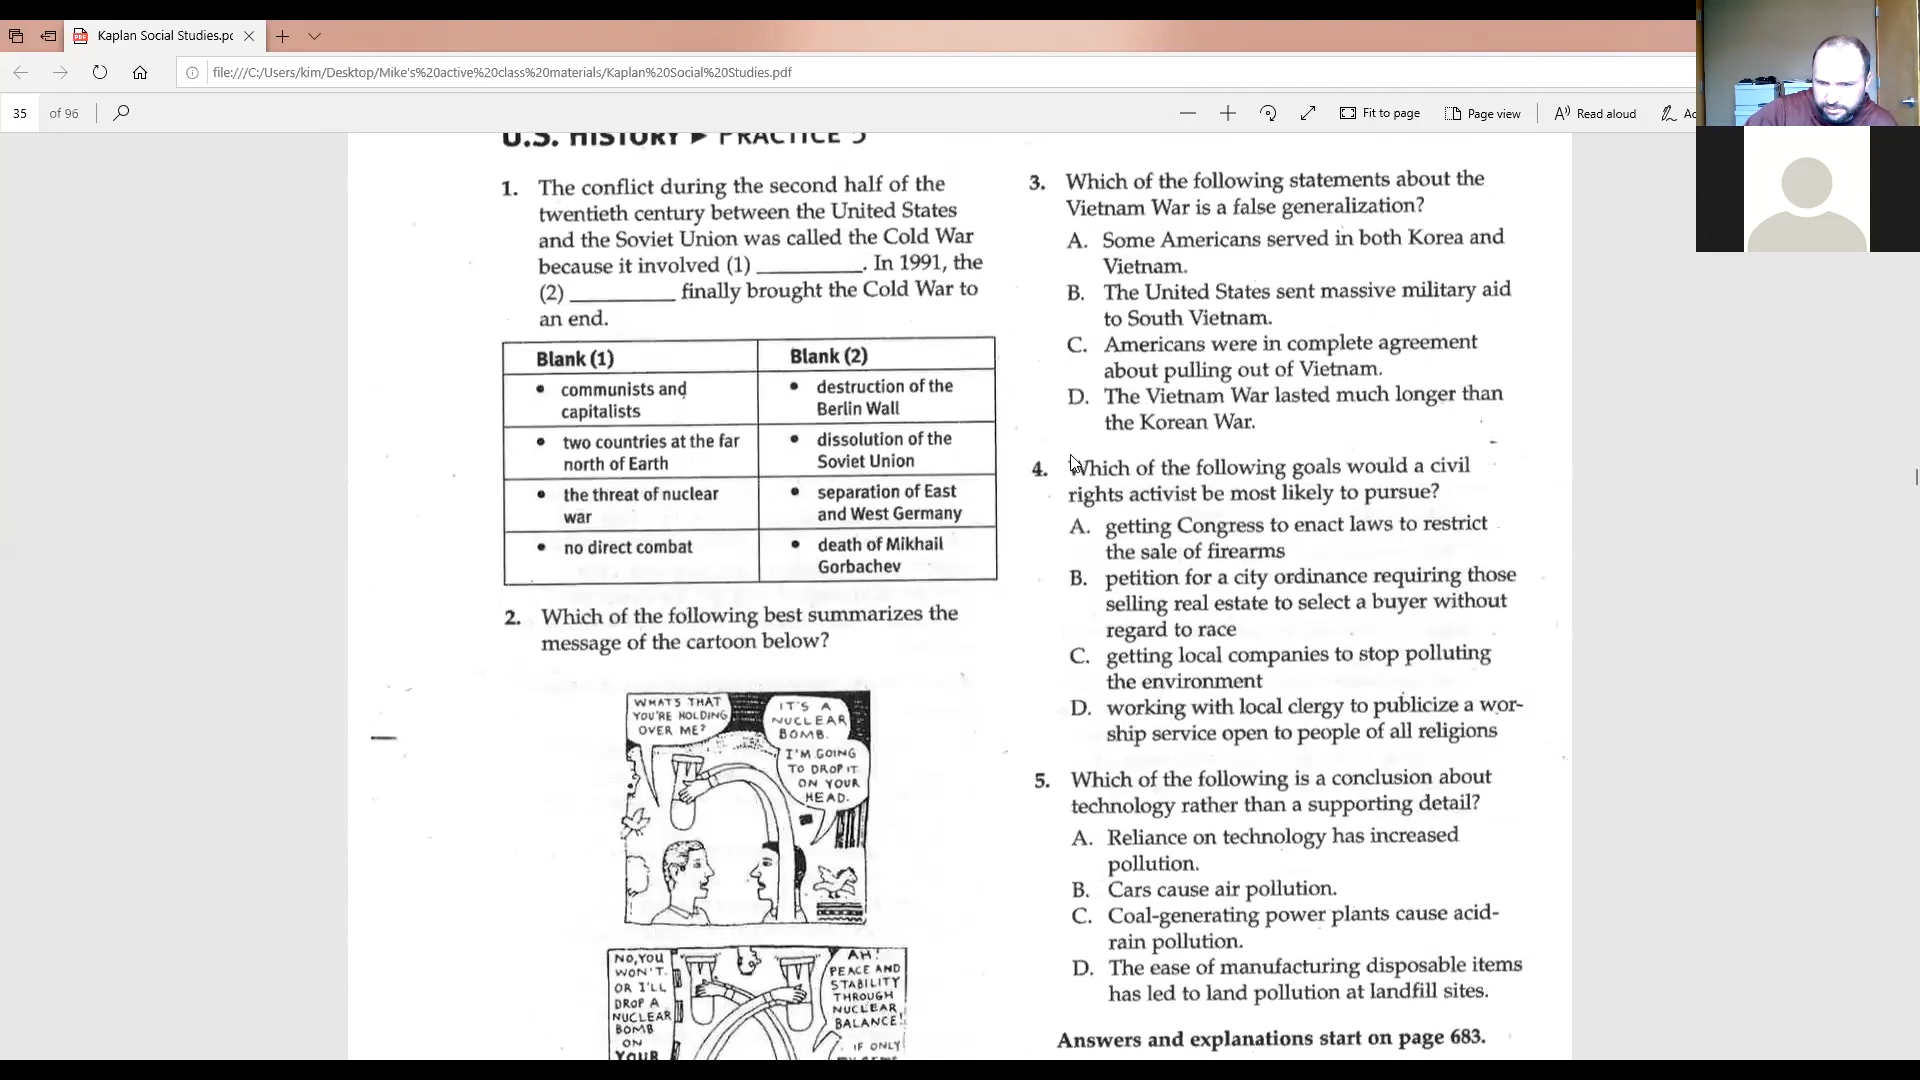 Kaplan Social Studies.pc
file:///C:/Users/kim/Desktop/Mike's%20active%20class%20materials/Kaplan%20Social%20Studies.pdf
35 of 96
Fit to page
Page view
Read aloud
U.S. HISTORY ▶ PRACTICE 5
1. The conflict during the second half of the
twentieth century between the United States
and the Soviet Union was called the Cold War
because it involved (1) __________. In 1991, the
(2) __________ finally brought the Cold War to
an end.
Blank (1) Blank (2)
• communists and
capitalists
• destruction of the
Berlin Wall
• two countries at the far
north of Earth
• dissolution of the
Soviet Union
• the threat of nuclear
war
• separation of East
and West Germany
• no direct combat
• death of Mikhail
Gorbachev
2. Which of the following best summarizes the
message of the cartoon below?
WHATS THAT
YOU'RE HOLDING
OVER ME?
IT'S A
NUCLEAR
BOMB.
I'M GOING
TO DROP IT
ON YOUR
HEAD.
NO, YOU
WON'T.
OR I'LL
DROP A
NUCLEAR
BOMB
ON
YOUR
AH!
PEACE AND
STABILITY
THROUGH
NUCLEAR
BALANCE!
IF ONLY
3. Which of the following statements about the
Vietnam War is a false generalization?
A. Some Americans served in both Korea and
Vietnam.
B. The United States sent massive military aid
to South Vietnam.
C. Americans were in complete agreement
about pulling out of Vietnam.
D. The Vietnam War lasted much longer than
the Korean War.
4. Which of the following goals would a civil
rights activist be most likely to pursue?
A. getting Congress to enact laws to restrict
the sale of firearms
B. petition for a city ordinance requiring those
selling real estate to select a buyer without
regard to race
C. getting local companies to stop polluting
the environment
D. working with local clergy to publicize a wor-
ship service open to people of all religions
5. Which of the following is a conclusion about
technology rather than a supporting detail?
A. Reliance on technology has increased
pollution.
B. Cars cause air pollution.
C. Coal-generating power plants cause acid-
rain pollution.
D. The ease of manufacturing disposable items
has led to land pollution at landfill sites.
Answers and explanations start on page 683.